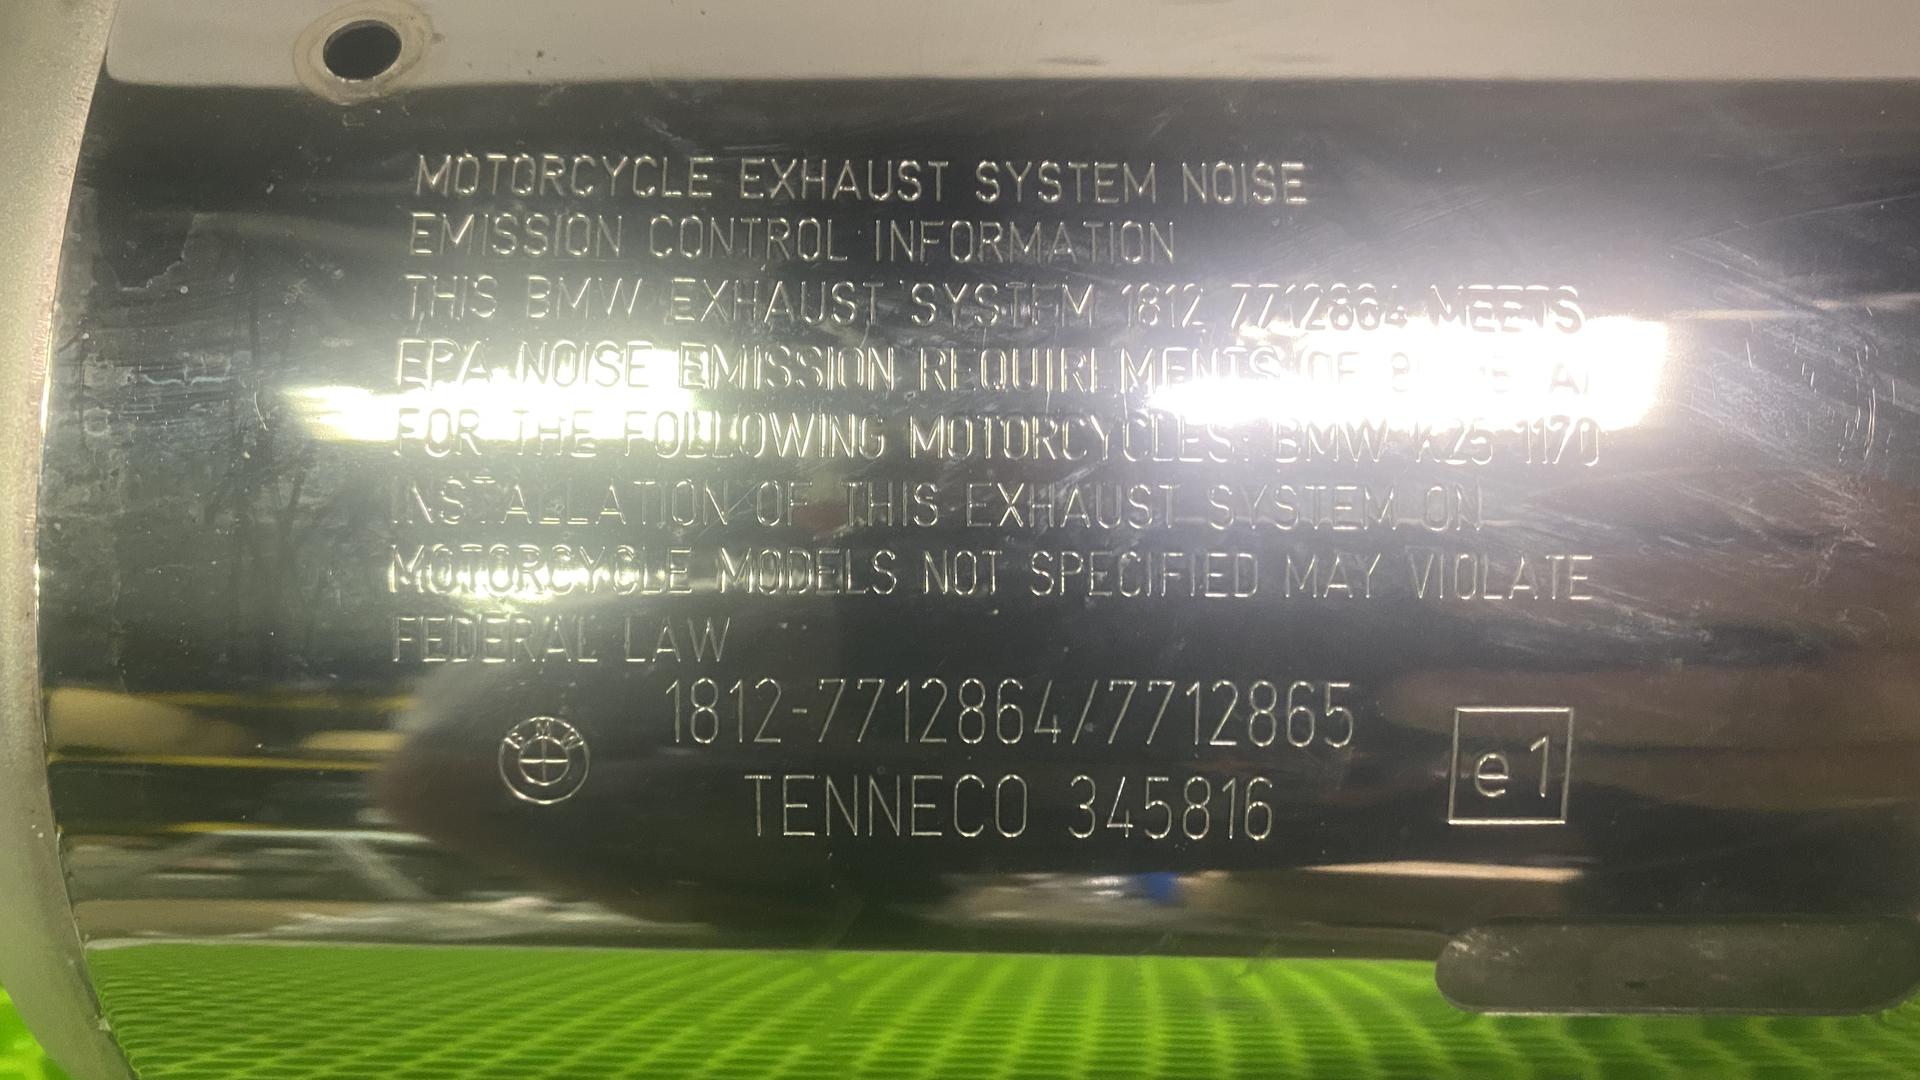 MOTORCYCLE EXHAUST SYSTEM NOISE
EMISSION CONTROL INFORMATION
THIS BMW EXHAUST SYSTEM 1812 7712864 MEETS
EPA NOISE EMISSION REQUIREMENTS OF
FOR THE FOLLOWING MOTORCYCLES: BMW K25 1170
INSTALLATION OF THIS EXHAUST SYSTEM ON
MOTORCYCLE MODELS NOT SPECIFIED MAY VIOLATE
FEDERAL LAW
1812-7712864/7712865
BMW
TENNECO 345816
e1